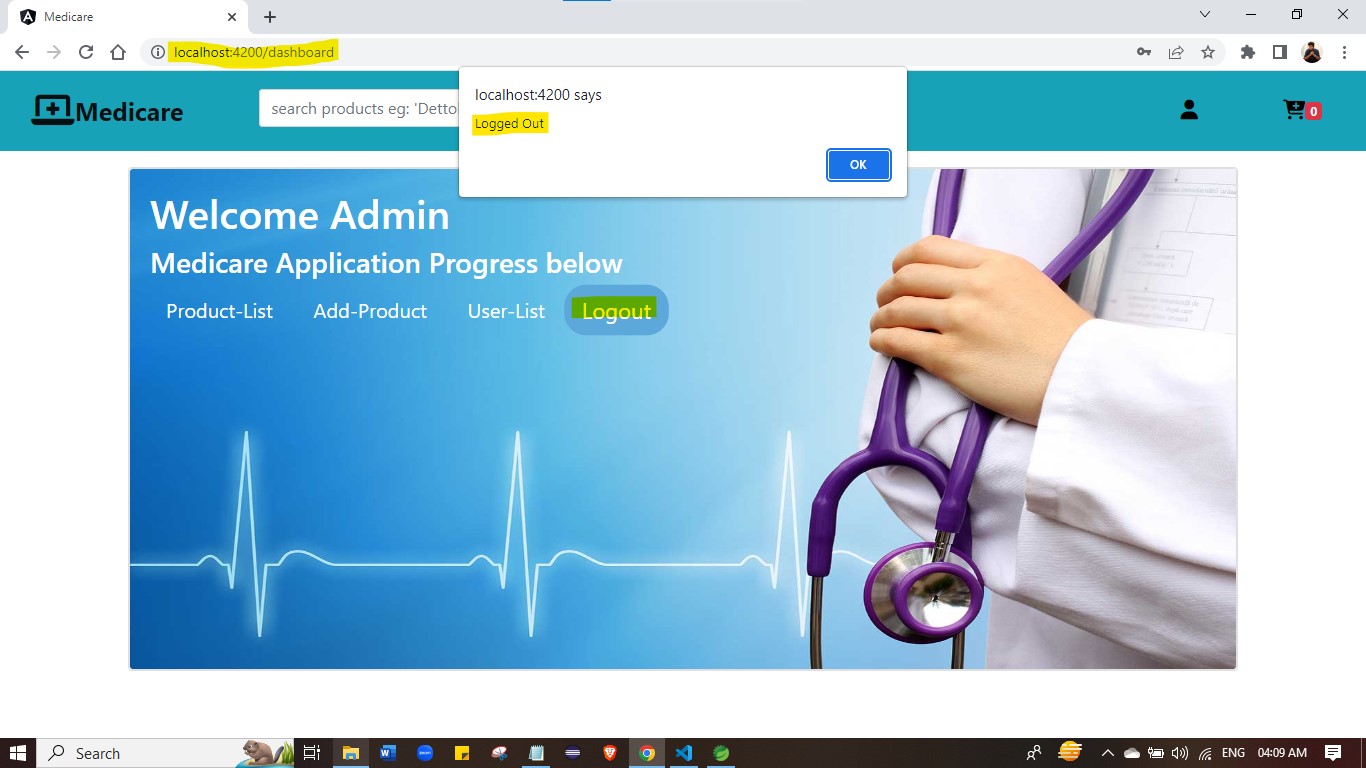 Medicare
localhost:4200/dashboard
Medicare
search products eg: 'Detto
localhost:4200 says
Logged Out
OK
0
Welcome Admin
Medicare Application Progress below
Product-List
Add-Product
User-List
Logout
Search
ENG
04:09 AM